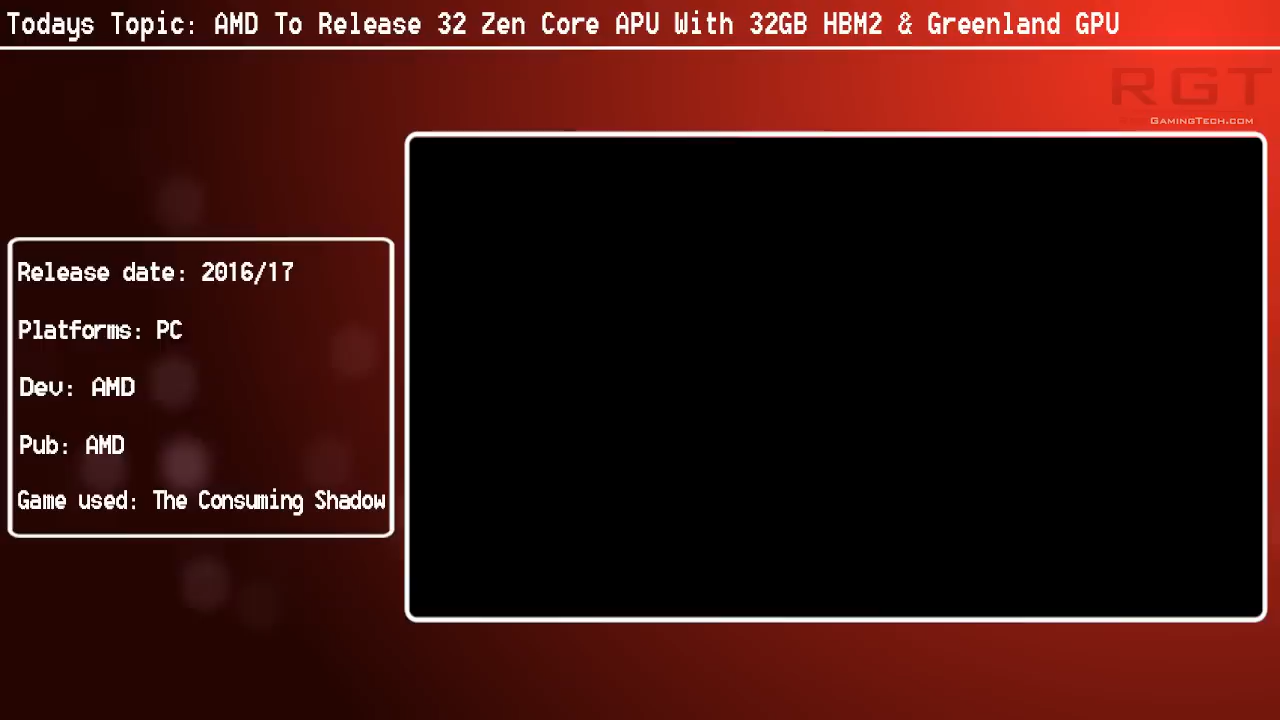 Todays Topic: AMD To Release 32 Zen Core APU With 32GB HBM2 & Greenland GPU
RGT
GamingTech.com
Release date: 2016/17
Platforms: PC
Dev: AMD
Pub: AMD
Game used: The Consuming Shadow